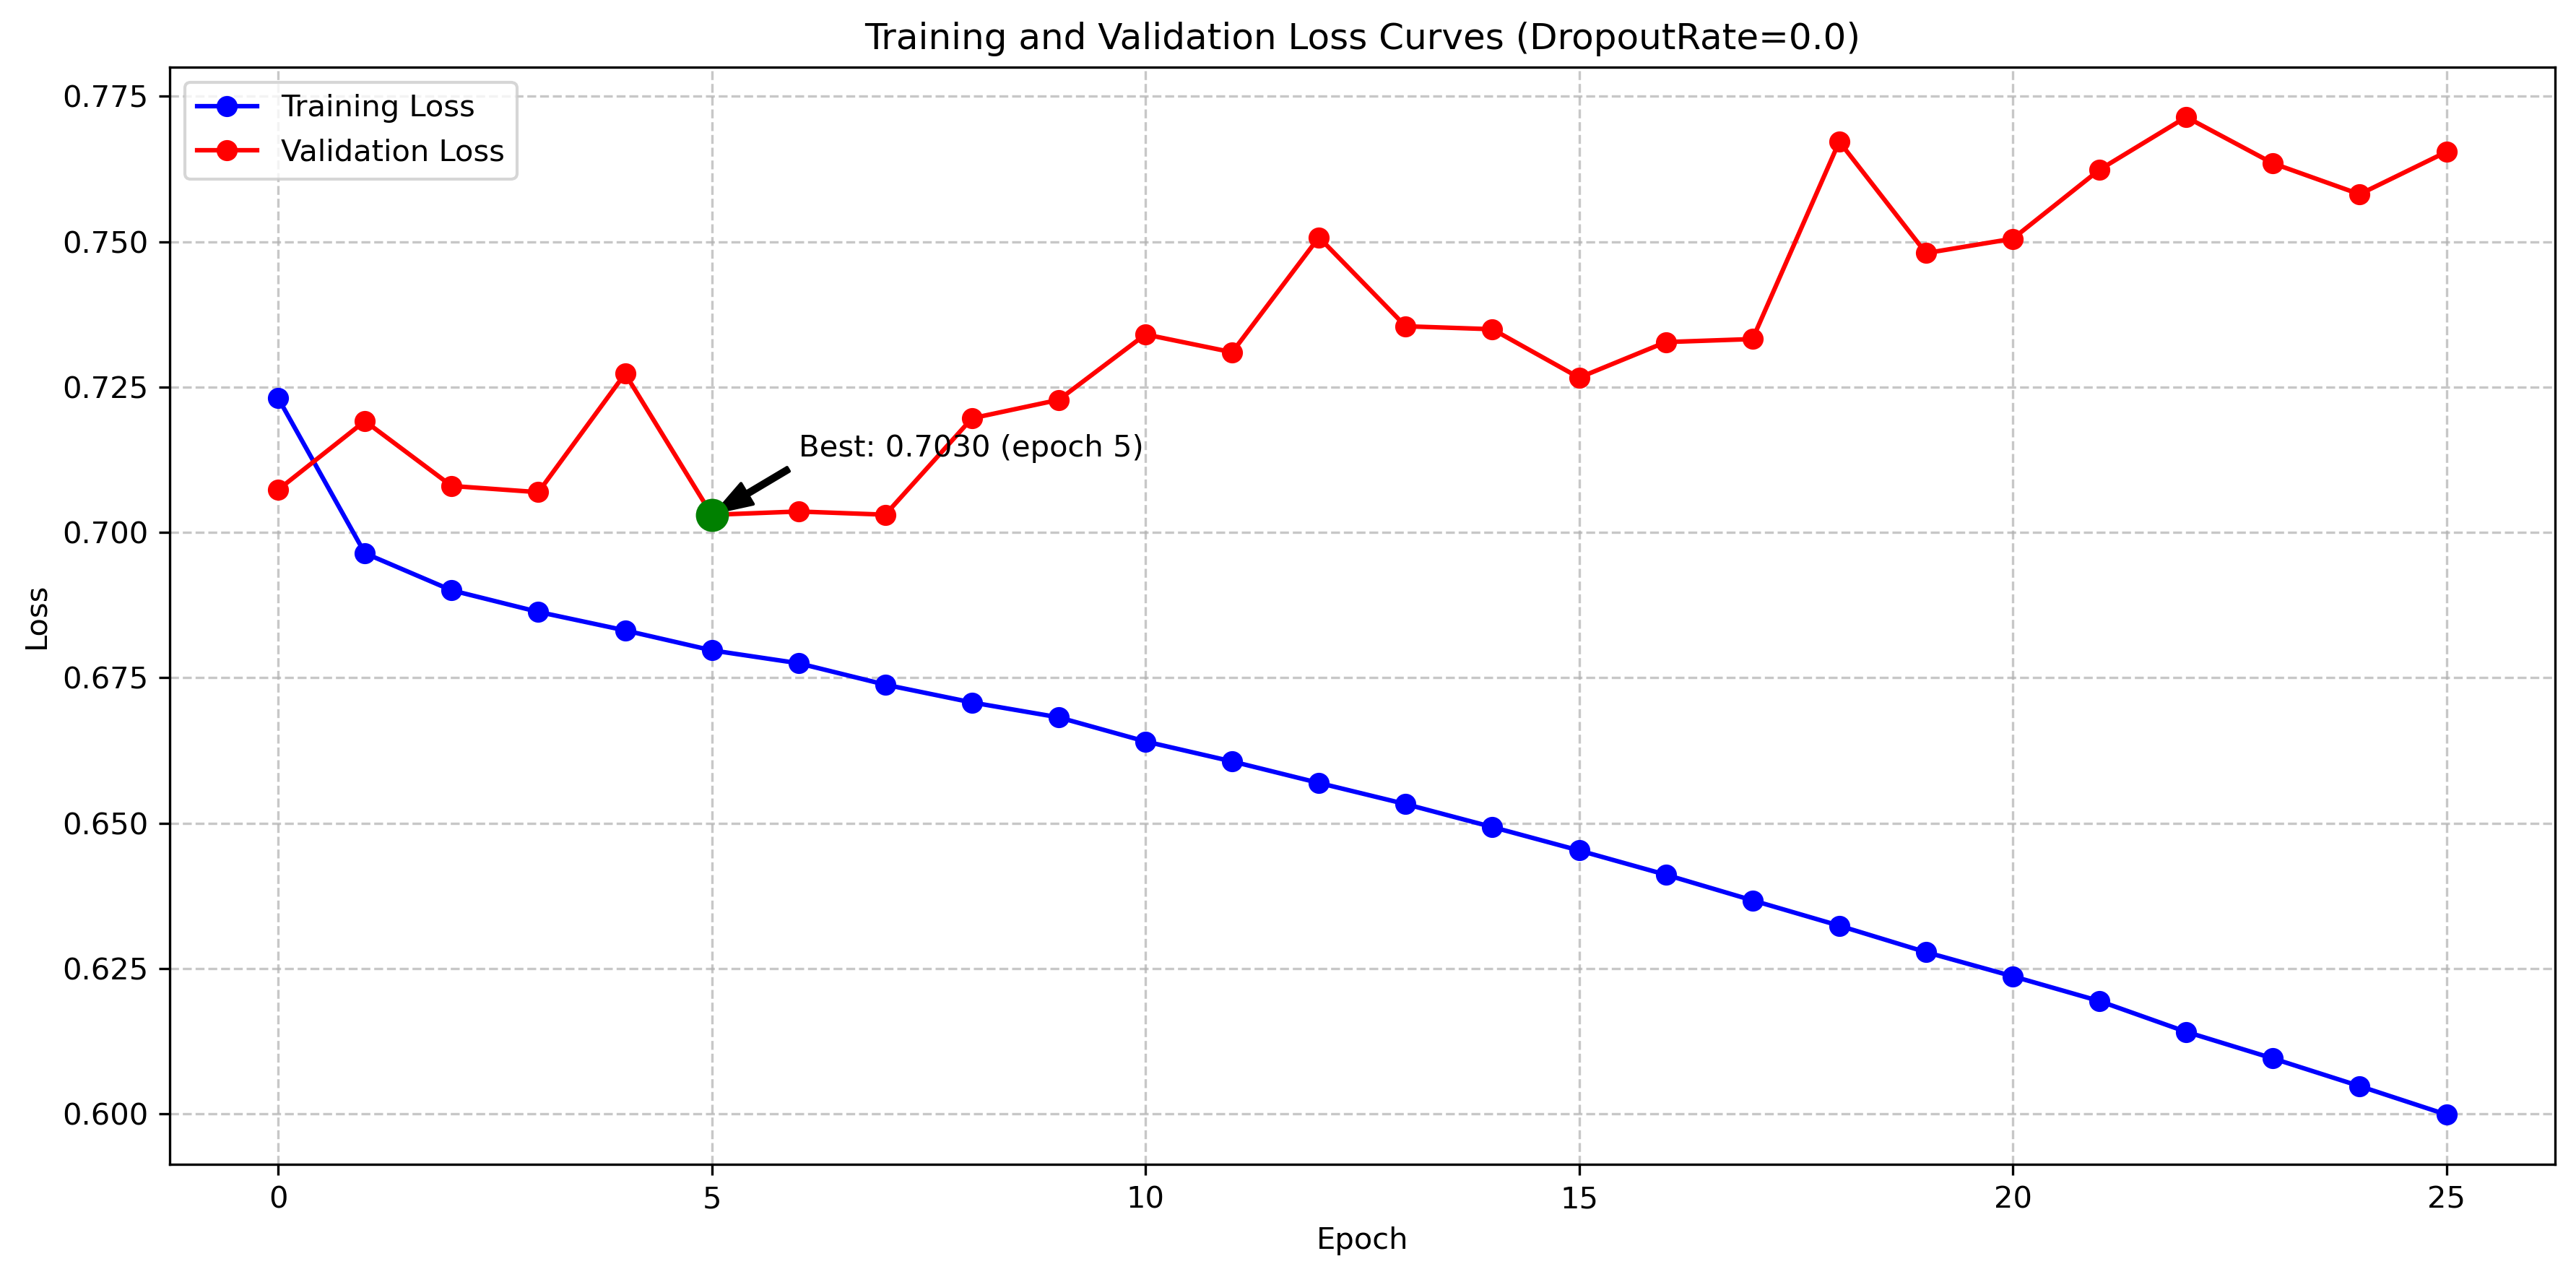 Training and Validation Loss Curves (DropoutRate=0.0)
Training Loss
Validation Loss
0.775
0.750
0.725
0.700
0.675
0.650
0.625
0.600
Loss
Best: 0.7030 (epoch 5)
0 5 10 15 20 25
Epoch